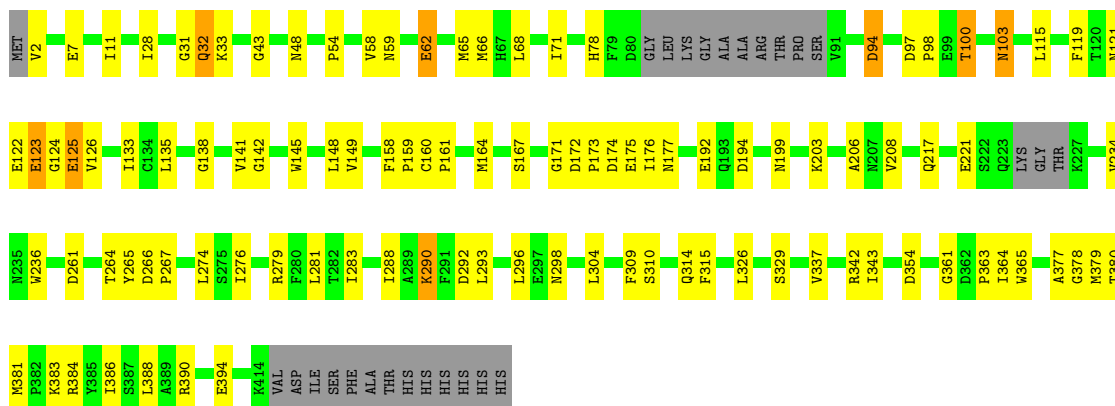 MET V2 E7 I11 I28 G31 Q32 K33 G43 N48 P54 V58 N59 E62 M65 M66 H67 L68 I71 H78 F79 D80 GLY LEU LYS GLY ALA ALA ARG THR PRO SER V91 D94 D97 P98 E99 T100 N103 L115 F119 T120 N121
E122 E123 G124 E125 V126 I133 C134 L135 G138 V141 G142 W145 L148 V149 F158 P159 C160 P161 M164 S167 G171 D172 P173 D174 E175 I176 N177 E192 Q193 D194 N199 K203 A206 N207 V208 Q217 E221 S222 Q223 LYS GLY THR K227 V234
N235 W236 D261 T264 Y265 D266 P267 L274 S275 I276 R279 F280 L281 T282 I283 I288 A289 K290 F291 D292 L293 L296 E297 N298 L304 F309 S310 Q314 F315 L326 S329 V337 R342 I343 D354 G361 D362 P363 I364 W365 A377 G378 M379 T380
M381 P382 K383 R384 Y385 I386 S387 L388 A389 R390 E394 K414 VAL ASP ILE SER PHE ALA THR HIS HIS HIS HIS HIS HIS